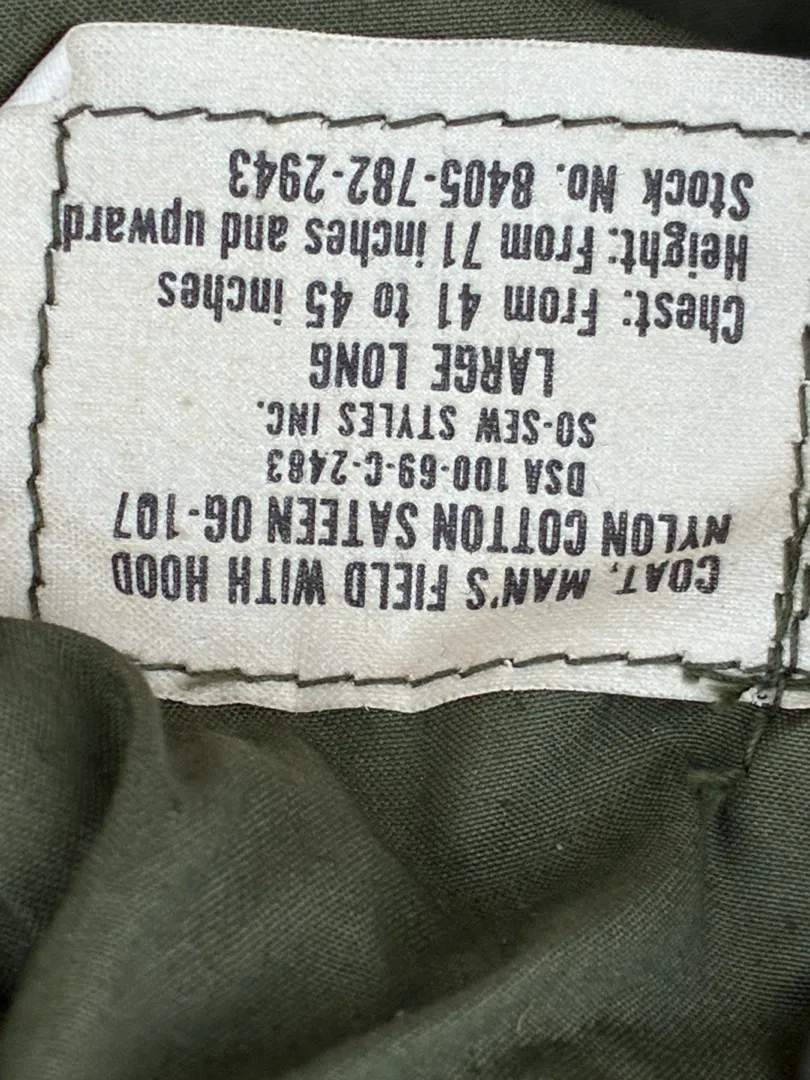 COAT, MAN'S FIELD WITH HOOD
NYLON COTTON SATEEN OG-107
DSA 100-69-C-2483
SO-SEW STYLES INC.
LARGE LONG
Chest: From 41 to 45 inches
Height: From 71 inches and upward
Stock No. 8405-782-2943